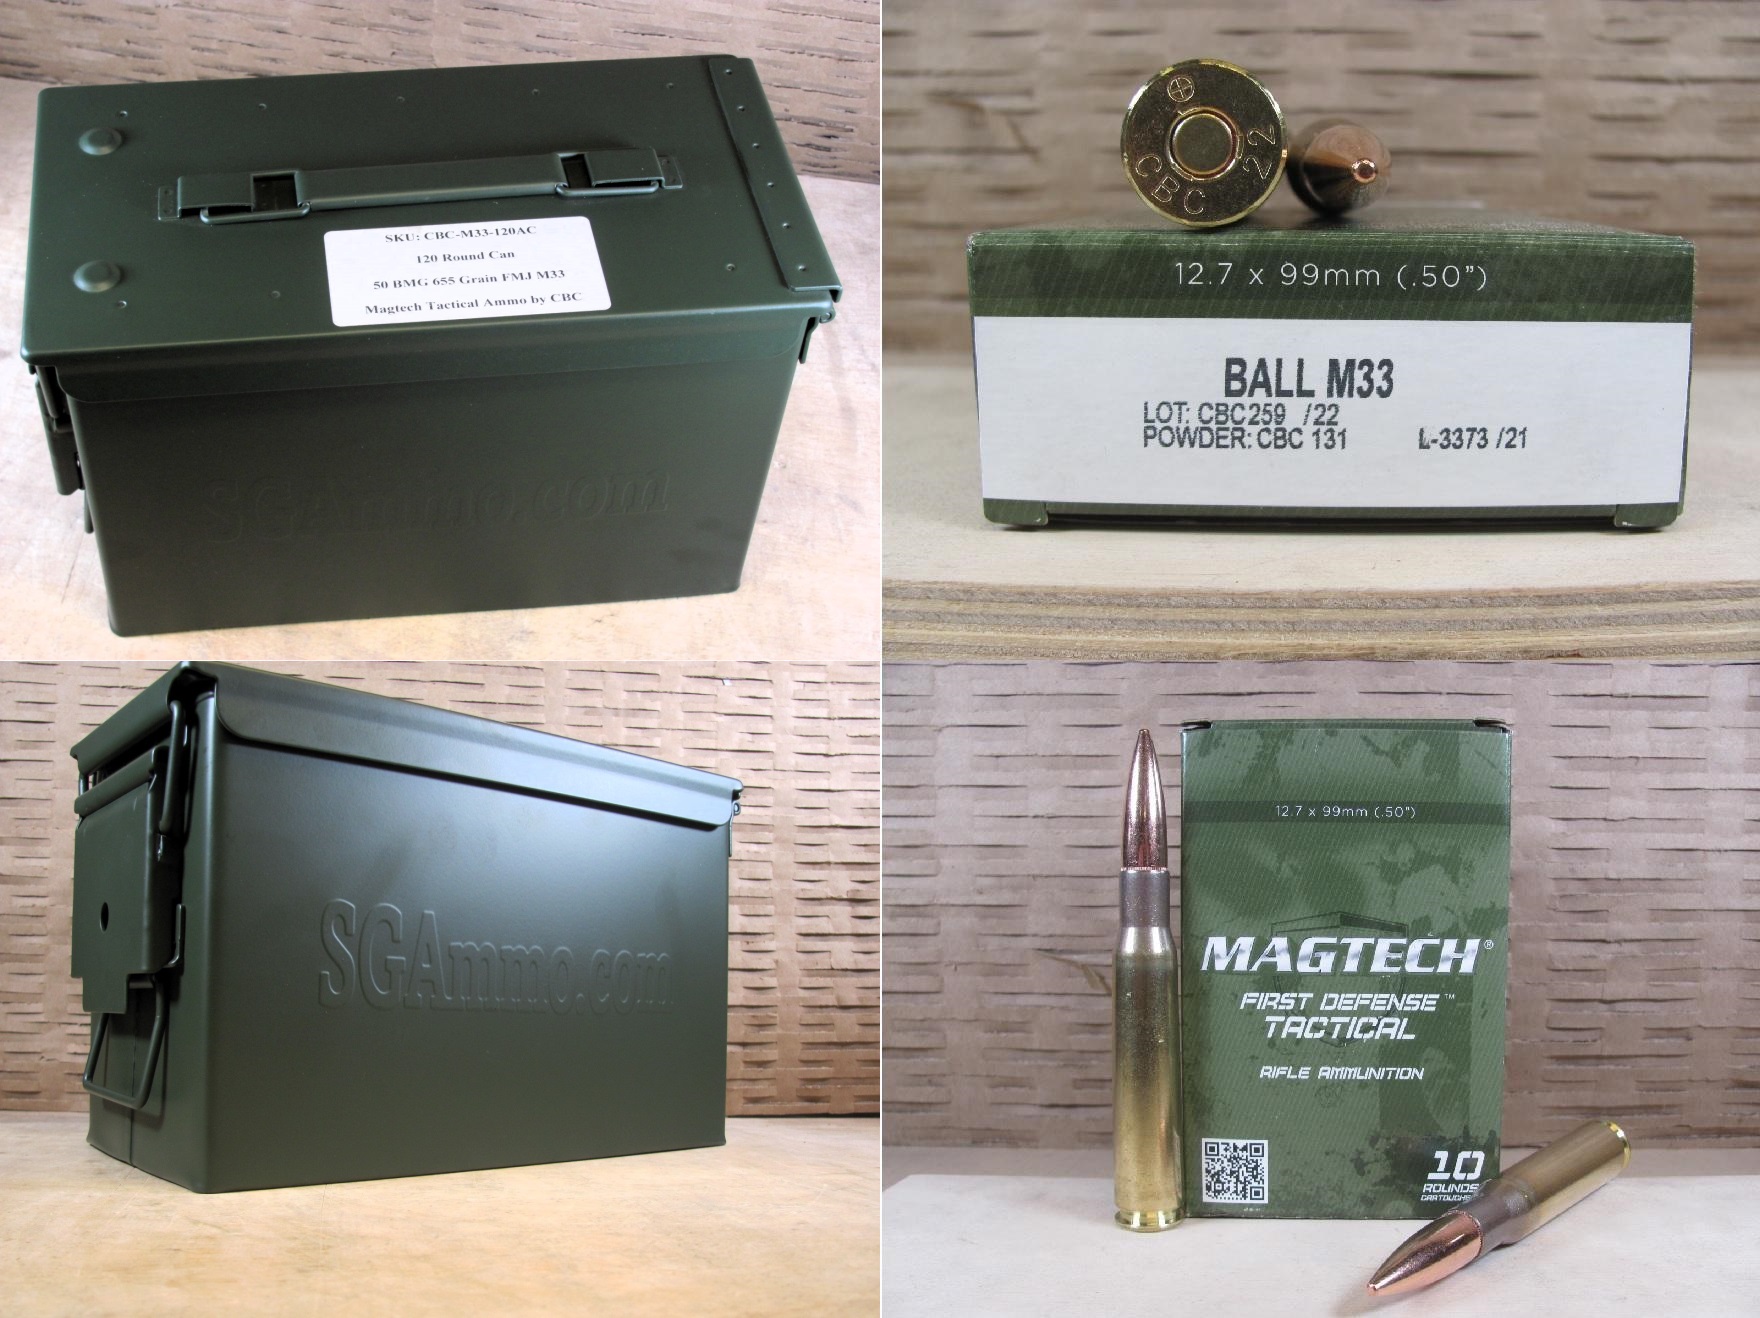 SKU: CBC-M33-120AC
120 Round Can
50 BMG 655 Grain FMJ M33
Magtech Tactical Ammo by CBC
SGAmmo.com
CBC 22
12.7 x 99mm (.50")
BALL M33
LOT: CBC259 /22
POWDER: CBC 131 L-3373 /21
SGAmmo.com
12.7 x 99mm (.50")
MAGTECH®
FIRST DEFENSE™
TACTICAL
RIFLE AMMUNITION
10
ROUNDS